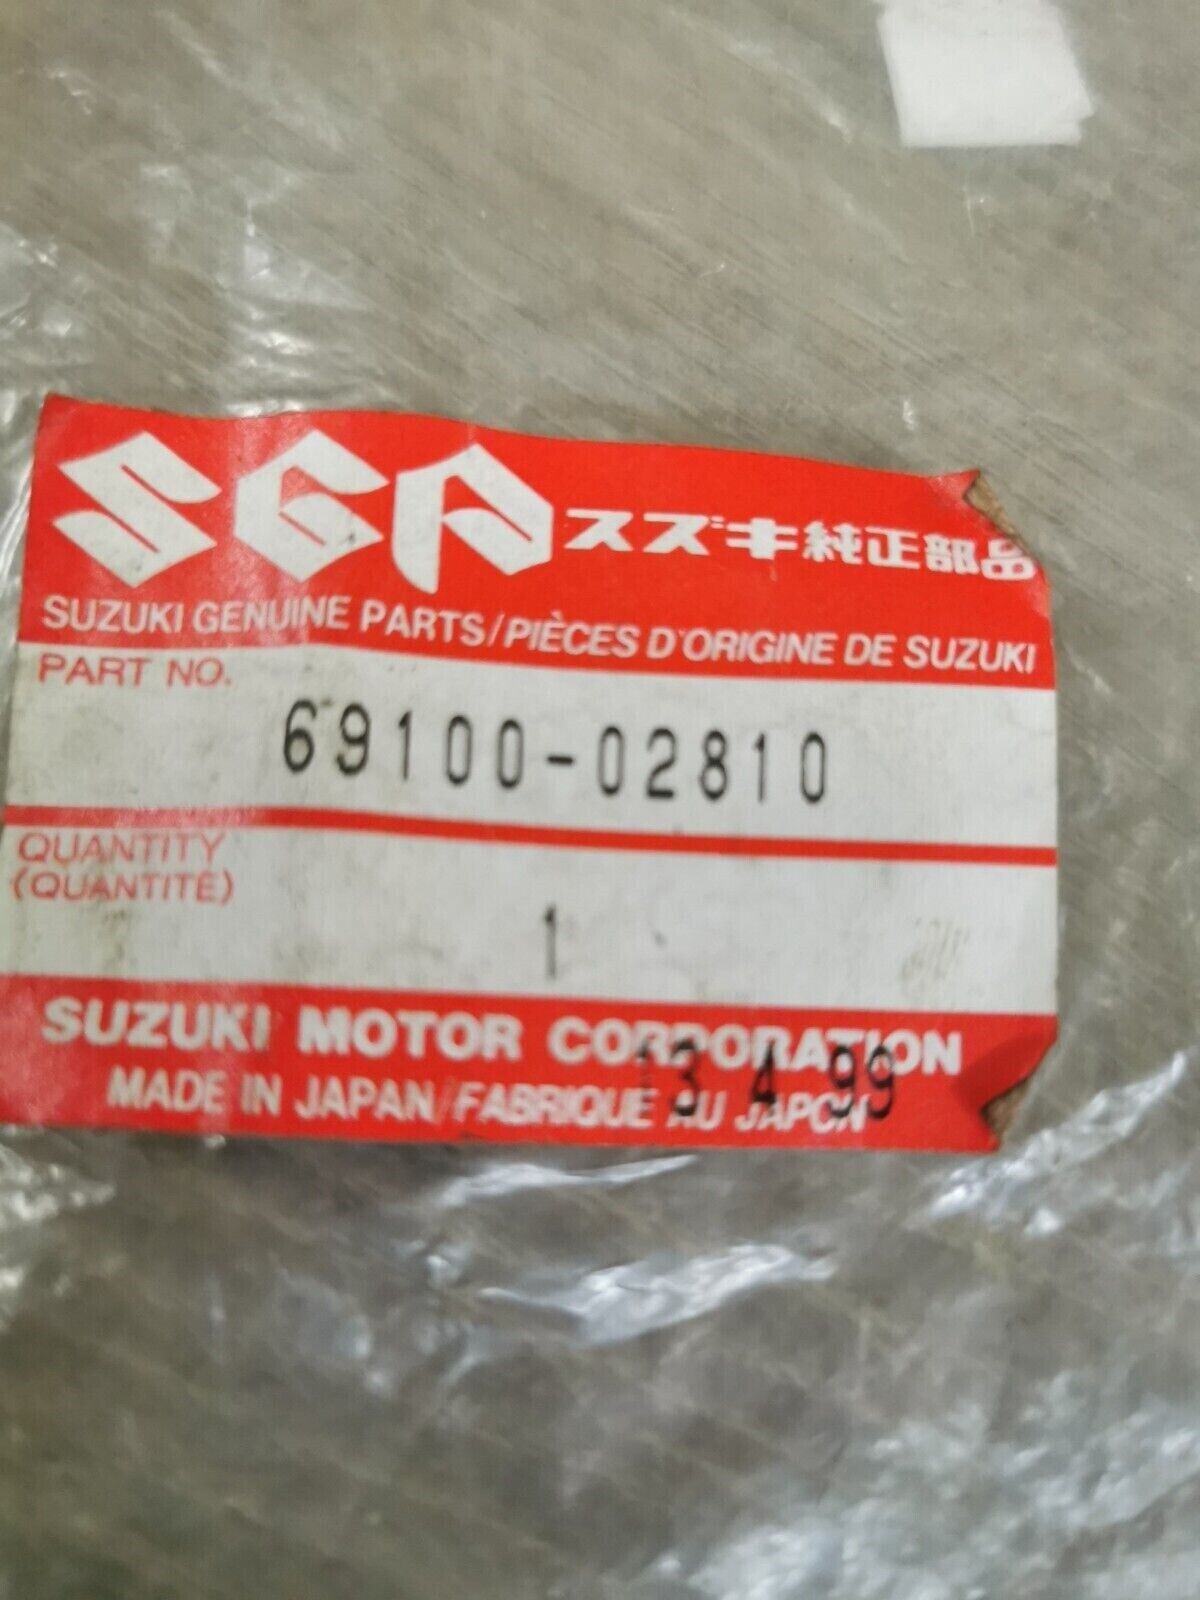 SGP スズキ純正部品
SUZUKI GENUINE PARTS/PIÈCES D'ORIGINE DE SUZUKI
PART NO.
69100-02810
QUANTITY
(QUANTITÉ)
1
SUZUKI MOTOR CORPORATION
MADE IN JAPAN/FABRIQUE AU JAPON
13 4 99